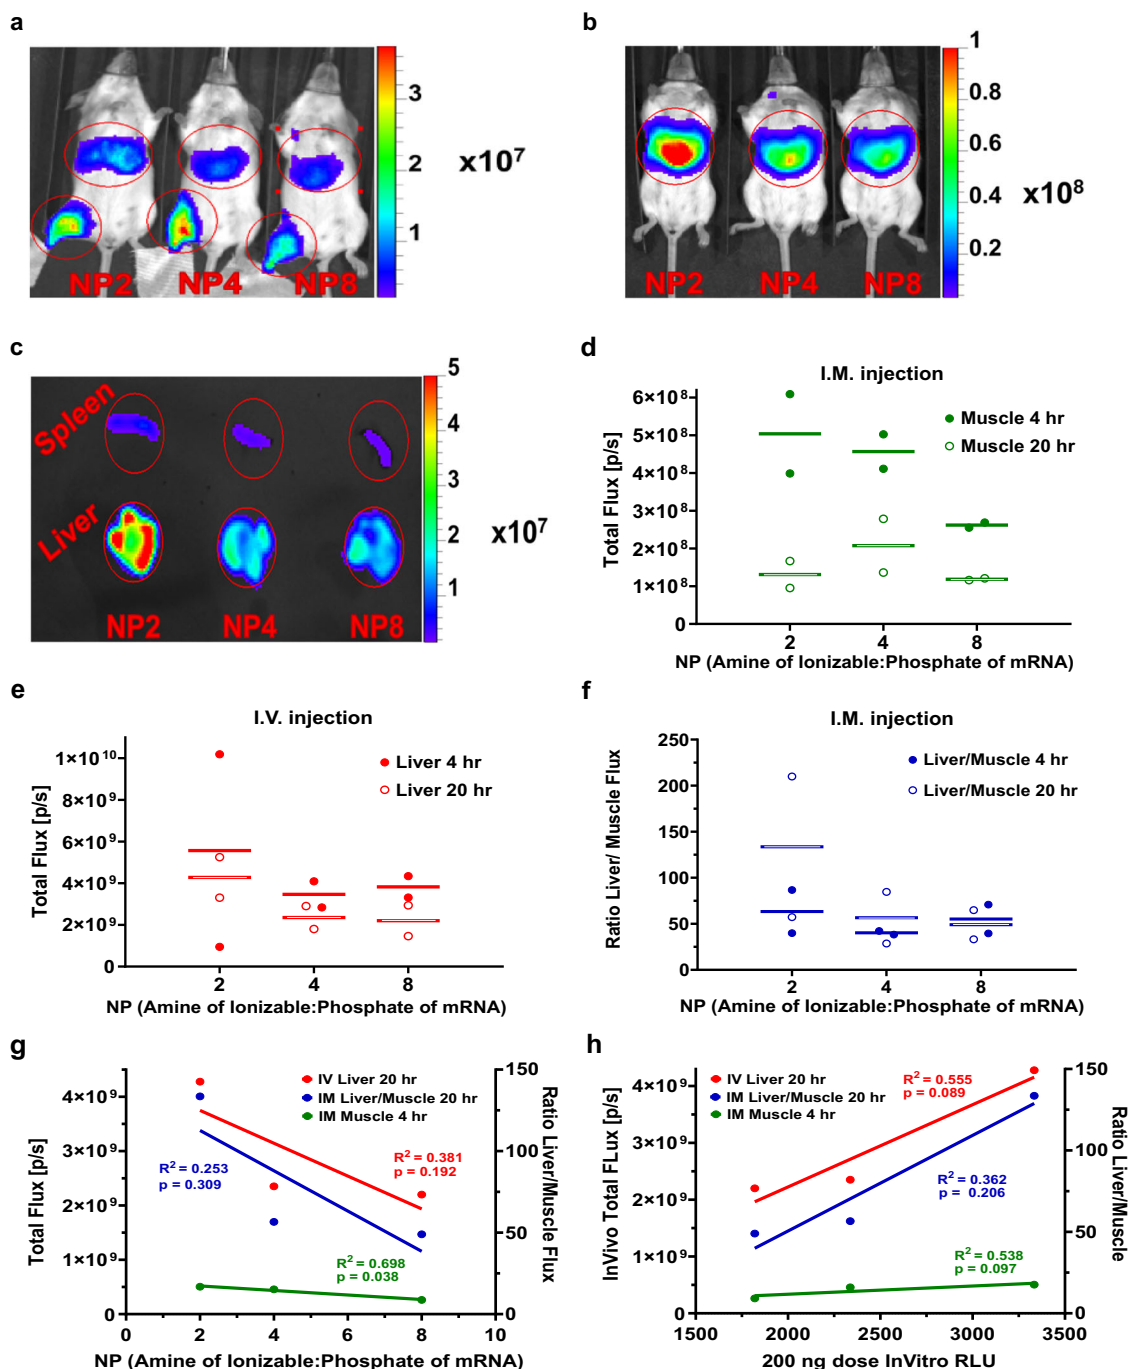 a
3
2
1
x10⁷
NP2 NP4 NP8
b
1
0.8
0.6
0.4
0.2
x10⁸
NP2 NP4 NP8
c
Spleen
Liver
5
4
3
2
1
x10⁷
NP2 NP4 NP8
d
I.M. injection
Total Flux [p/s]
6×10⁸
5×10⁸
4×10⁸
3×10⁸
2×10⁸
1×10⁸
0
Muscle 4 hr
Muscle 20 hr
2 4 8
NP (Amine of Ionizable:Phosphate of mRNA)
e
I.V. injection
Total Flux [p/s]
1×10¹⁰
8×10⁹
6×10⁹
4×10⁹
2×10⁹
0
Liver 4 hr
Liver 20 hr
2 4 8
NP (Amine of Ionizable:Phosphate of mRNA)
f
I.M. injection
Ratio Liver/ Muscle Flux
250
200
150
100
50
0
Liver/Muscle 4 hr
Liver/Muscle 20 hr
2 4 8
NP (Amine of Ionizable:Phosphate of mRNA)
g
Total Flux [p/s]
4×10⁹
3×10⁹
2×10⁹
1×10⁹
0
IV Liver 20 hr
IM Liver/Muscle 20 hr
IM Muscle 4 hr
R² = 0.381
p = 0.192
R² = 0.253
p = 0.309
R² = 0.698
p = 0.038
150
100
50
0
Ratio Liver/Muscle Flux
0 2 4 6 8 10
NP (Amine of Ionizable:Phosphate of mRNA)
h
InVivo Total FLux [p/s]
4×10⁹
3×10⁹
2×10⁹
1×10⁹
0
IV Liver 20 hr
IM Liver/Muscle 20 hr
IM Muscle 4 hr
R² = 0.555
p = 0.089
R² = 0.362
p = 0.206
R² = 0.538
p = 0.097
150
100
50
0
Ratio Liver/Muscle
1500 2000 2500 3000 3500
200 ng dose InVitro RLU